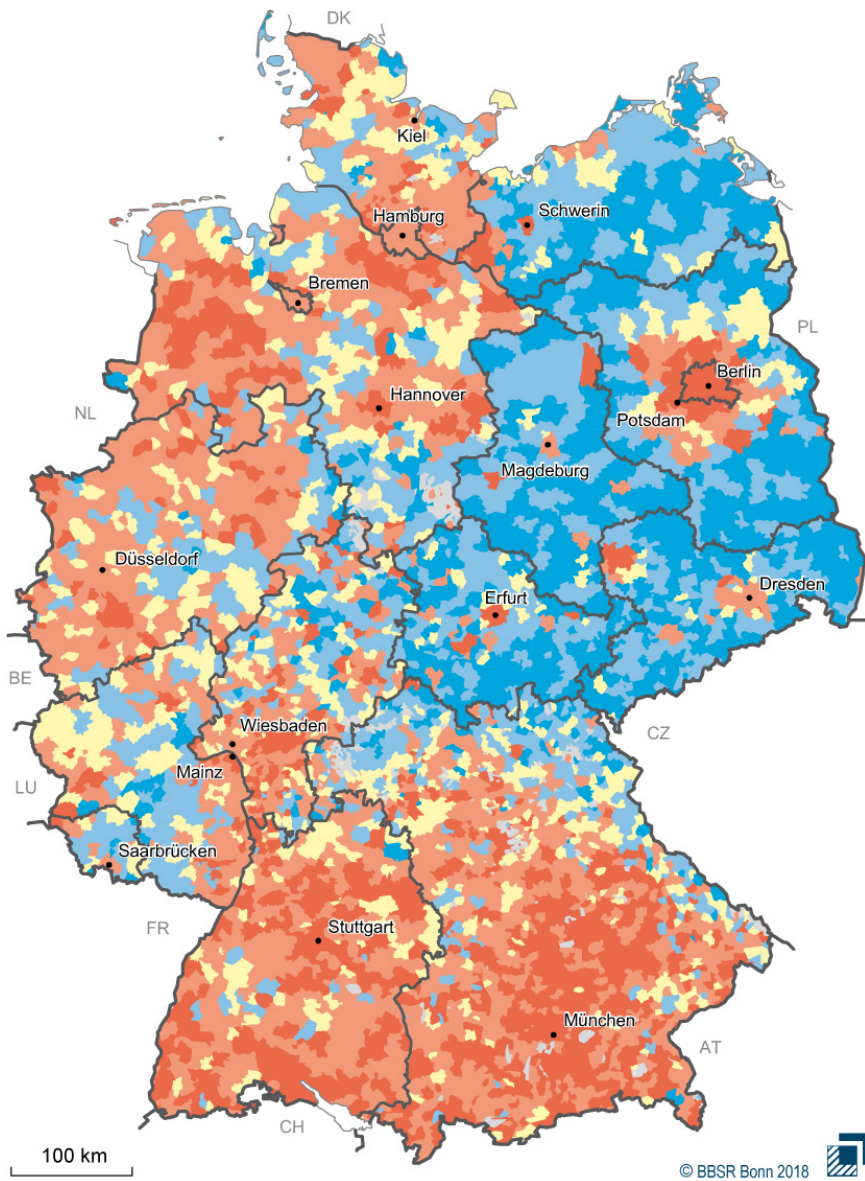 DK
Kiel
Hamburg
Schwerin
Bremen
PL
Berlin
Hannover
NL
Potsdam
Magdeburg
Düsseldorf
Erfurt
Dresden
BE
Wiesbaden
CZ
Mainz
LU
Saarbrücken
FR
Stuttgart
München
AT
CH
100 km
© BBSR Bonn 2018